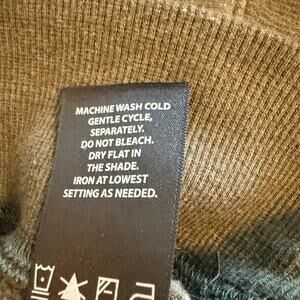 MACHINE WASH COLD
GENTLE CYCLE,
SEPARATELY.
DO NOT BLEACH.
DRY FLAT IN
THE SHADE.
IRON AT LOWEST
SETTING AS NEEDED.